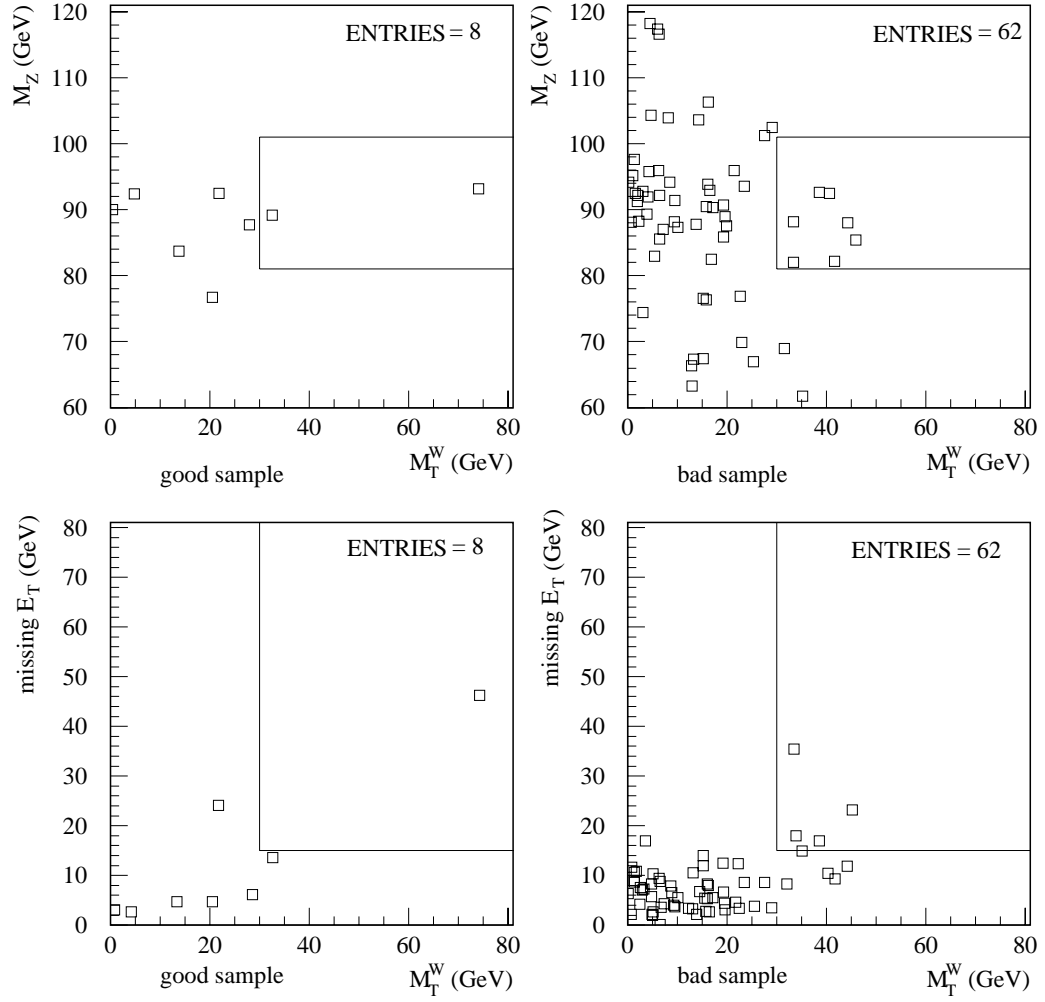 M_Z (GeV)
ENTRIES = 8
120
110
100
90
80
70
60
0 20 40 60 80
good sample
M_T^W (GeV)
M_Z (GeV)
ENTRIES = 62
120
110
100
90
80
70
60
0 20 40 60 80
bad sample
M_T^W (GeV)
missing E_T (GeV)
ENTRIES = 8
80
70
60
50
40
30
20
10
0
0 20 40 60 80
good sample
M_T^W (GeV)
missing E_T (GeV)
ENTRIES = 62
80
70
60
50
40
30
20
10
0
0 20 40 60 80
bad sample
M_T^W (GeV)